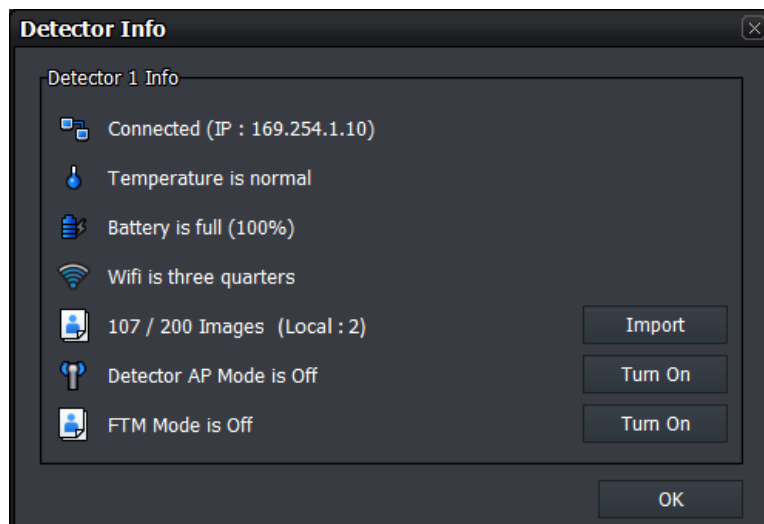 Detector Info
Detector 1 Info
Connected (IP : 169.254.1.10)
Temperature is normal
Battery is full (100%)
Wifi is three quarters
107 / 200 Images (Local : 2)
Import
Detector AP Mode is Off
Turn On
FTM Mode is Off
Turn On
OK